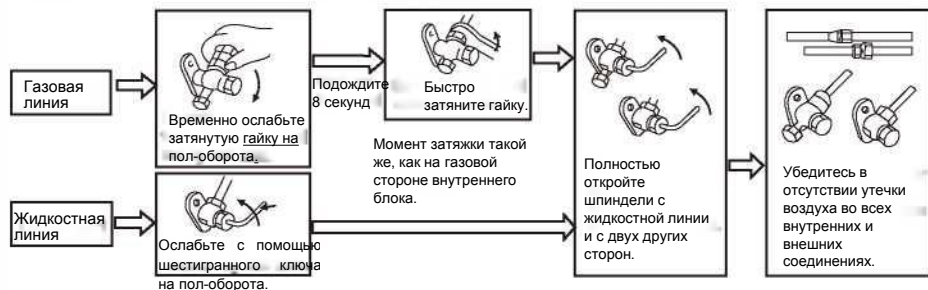 Газовая
линия
Временно ослабьте
затянутую гайку на
пол-оборота.
Подождите
8 секунд
Быстро
затяните гайку.
Момент затяжки такой
же, как на газовой
стороне внутреннего
блока.
Жидкостная
линия
Ослабьте с помощью
шестигранного ключа
на пол-оборота.
Полностью
откройте
шпиндели с
жидкостной линии
и с двух других
сторон.
Убедитесь в
отсутствии утечки
воздуха во всех
внутренних и
внешних
соединениях.